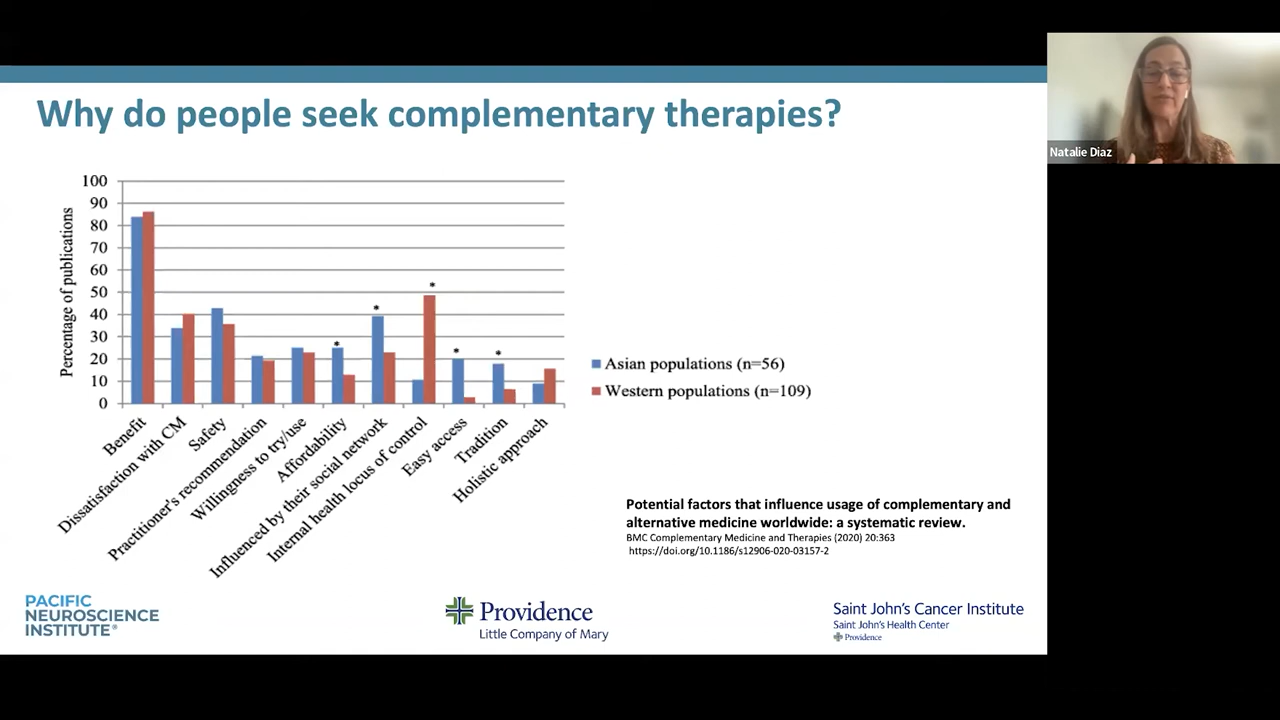 Why do people seek complementary therapies?
Natalie Diaz
Percentage of publications
100
90
80
70
60
50
40
30
20
10
0
*
*
*
*
*
Benefit
Dissatisfaction with CM
Safety
Practitioner's recommendation
Willingness to try/use
Affordability
Influenced by their social network
Internal health locus of control
Easy access
Tradition
Holistic approach
Asian populations (n=56)
Western populations (n=109)
Potential factors that influence usage of complementary and
alternative medicine worldwide: a systematic review.
BMC Complementary Medicine and Therapies (2020) 20:363
https://doi.org/10.1186/s12906-020-03157-2
PACIFIC
NEUROSCIENCE
INSTITUTE®
Providence
Little Company of Mary
Saint John's Cancer Institute
Saint John's Health Center
Providence